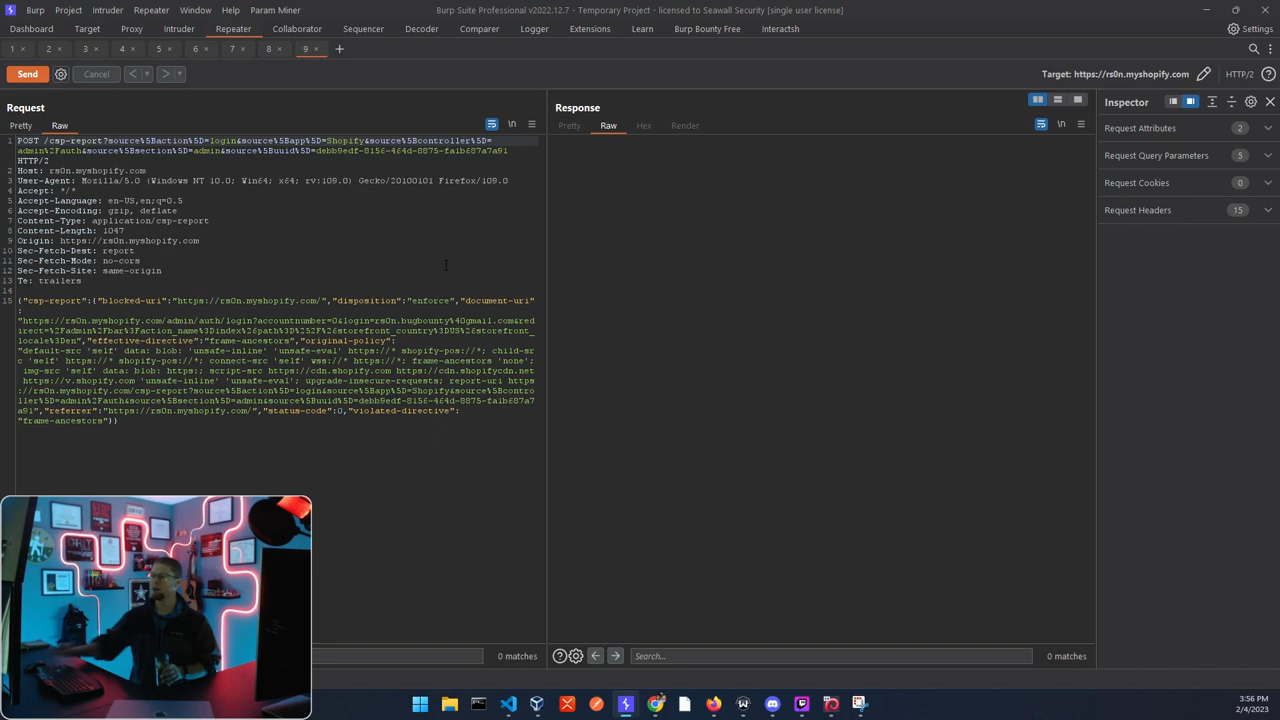 Burp Project Intruder Repeater Window Help Param Miner
Burp Suite Professional v2022.12.7 - Temporary Project - licensed to Seawall Security [single user license]
Dashboard Target Proxy Intruder Repeater Collaborator Sequencer Decoder Comparer Logger Extensions Learn Burp Bounty Free Interactsh Settings
1 × 2 × 3 × 4 × 5 × 6 × 7 × 8 × 9 × +
Send Cancel < > Target: https://rs0n.myshopify.com HTTP/2
Request
Pretty Raw \n
1 POST /csp-report?source%5Baction%5D=login&source%5Bapp%5D=Shopify&source%5Bcontroller%5D=
admin%2Fauth&source%5Bsection%5D=admin&source%5Buuid%5D=debb9edf-8156-464d-8875-fa1b687a7a91
HTTP/2
2 Host: rs0n.myshopify.com
3 User-Agent: Mozilla/5.0 (Windows NT 10.0; Win64; x64; rv:109.0) Gecko/20100101 Firefox/109.0
4 Accept: */*
5 Accept-Language: en-US,en;q=0.5
6 Accept-Encoding: gzip, deflate
7 Content-Type: application/csp-report
8 Content-Length: 1047
9 Origin: https://rs0n.myshopify.com
10 Sec-Fetch-Dest: report
11 Sec-Fetch-Mode: no-cors
12 Sec-Fetch-Site: same-origin
13 Te: trailers
14
15 {"csp-report":{"blocked-uri":"https://rs0n.myshopify.com/","disposition":"enforce","document-uri"
:
"https://rs0n.myshopify.com/admin/auth/login?accountnumber=0&login=rs0n.bugbounty%40gmail.com&red
irect=%2Fadmin%2Fbar%3Faction_name%3Dindex%26path%3D%252F%26storefront_country%3DUS%26storefront_
locale%3Den","effective-directive":"frame-ancestors","original-policy":
"default-src 'self' data: blob: 'unsafe-inline' 'unsafe-eval' https://* shopify-pos://*; child-sr
c 'self' https://* shopify-pos://*; connect-src 'self' wss://* https://*; frame-ancestors 'none';
img-src 'self' data: blob: https:; script-src https://cdn.shopify.com https://cdn.shopifycdn.net
https://v.shopify.com 'unsafe-inline' 'unsafe-eval'; upgrade-insecure-requests; report-uri https
://rs0n.myshopify.com/csp-report?source%5Baction%5D=login&source%5Bapp%5D=Shopify&source%5Bcontro
ller%5D=admin%2Fauth&source%5Bsection%5D=admin&source%5Buuid%5D=debb9edf-8156-464d-8875-fa1b687a7
a91","referrer":"https://rs0n.myshopify.com/","status-code":0,"violated-directive":
"frame-ancestors"}}
0 matches
Response
Pretty Raw Hex Render \n
Search...
0 matches
Inspector
Request Attributes 2
Request Query Parameters 5
Request Cookies 0
Request Headers 15
3:56 PM
2/4/2023